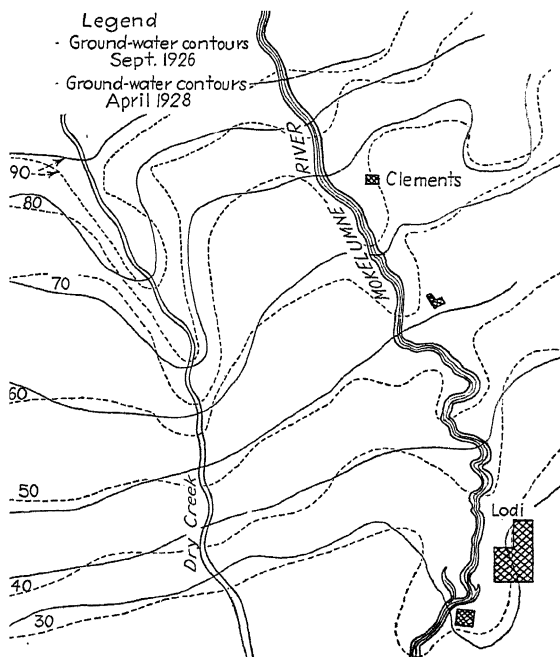 Legend
- Ground-water contours
Sept. 1926
- Ground-water contours
April 1928
RIVER
MOKELUMNE
Clements
90
80
70
60
50
Dry Creek
Lodi
40
30